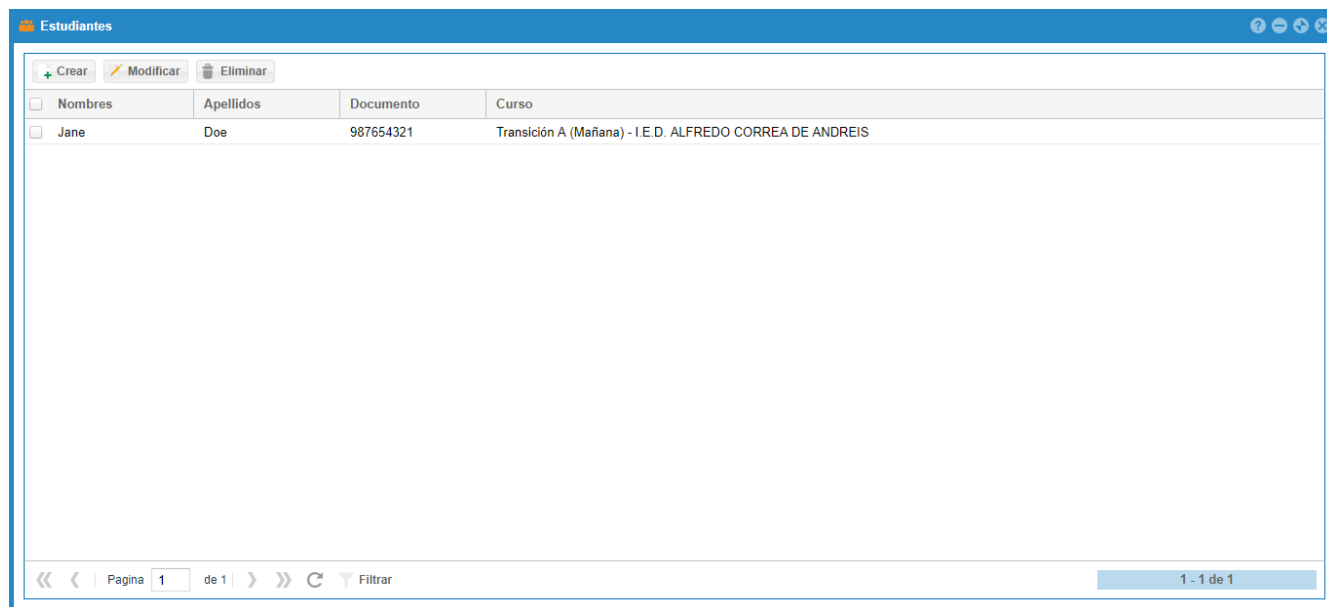 Estudiantes
Crear Modificar Eliminar
Nombres Apellidos Documento Curso
Jane Doe 987654321 Transición A (Mañana) - I.E.D. ALFREDO CORREA DE ANDREIS
Pagina 1 de 1 Filtrar 1 - 1 de 1